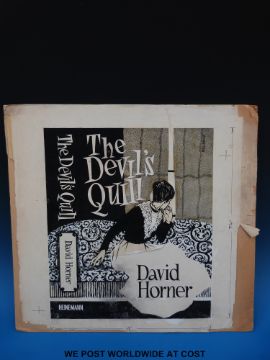 The Devil's Quill
David Horner
HEINEMANN
The
Devil's
Quill
David
Horner
WE POST WORLDWIDE AT COST